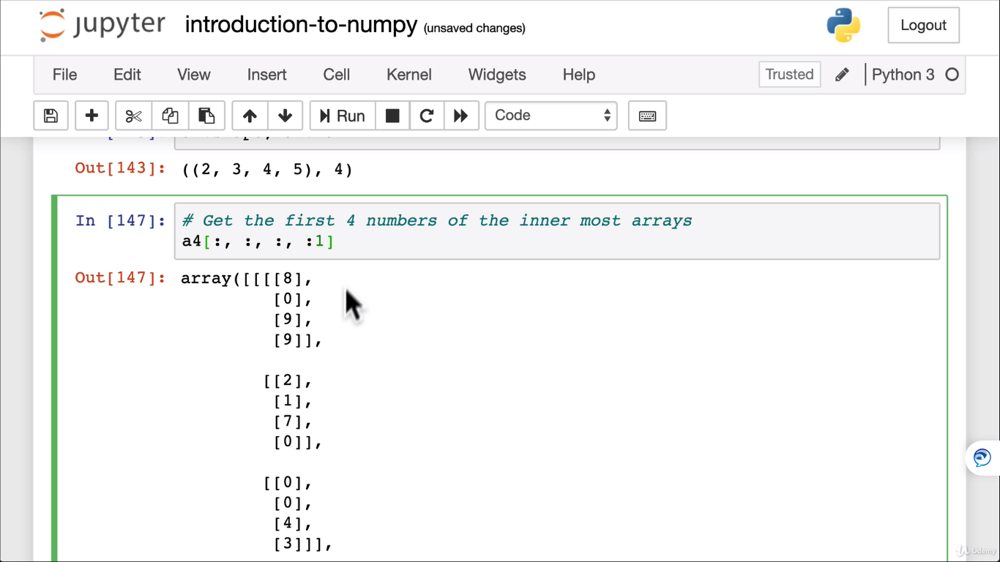 jupyter introduction-to-numpy (unsaved changes) Logout
File Edit View Insert Cell Kernel Widgets Help Trusted Python 3
Run Code
Out[143]: ((2, 3, 4, 5), 4)
In [147]: # Get the first 4 numbers of the inner most arrays
a4[:, :, :, :1]
Out[147]: array([[[[8],
[0],
[9],
[9]],
[[2],
[1],
[7],
[0]],
[[0],
[0],
[4],
[3]]],
Udemy